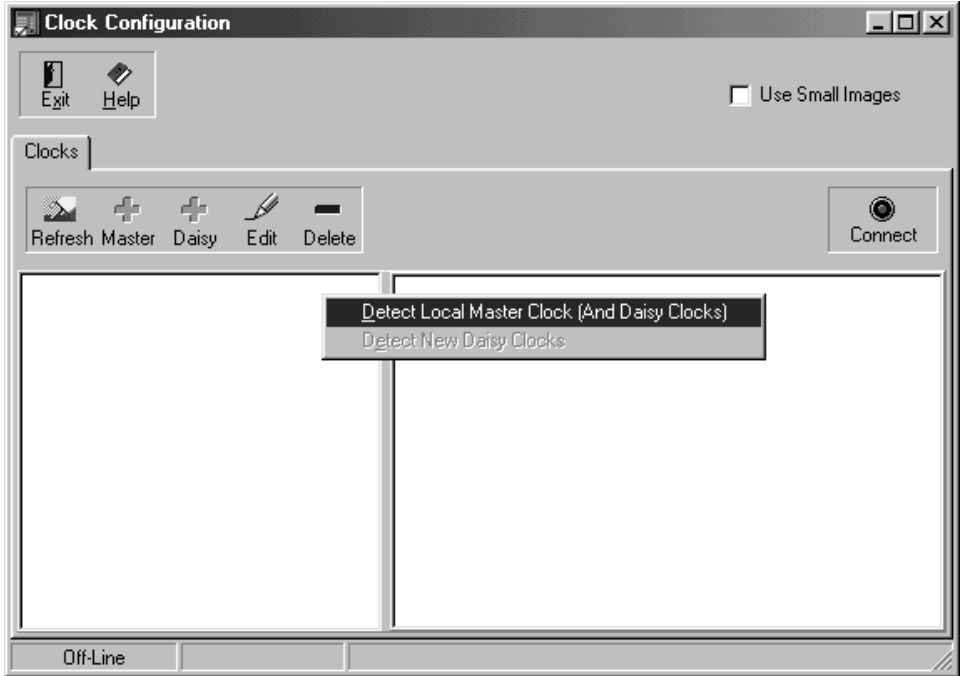 Clock Configuration
Exit Help
Use Small Images
Clocks
Refresh Master Daisy Edit Delete
Connect
Detect Local Master Clock (And Daisy Clocks)
Detect New Daisy Clocks
Off-Line